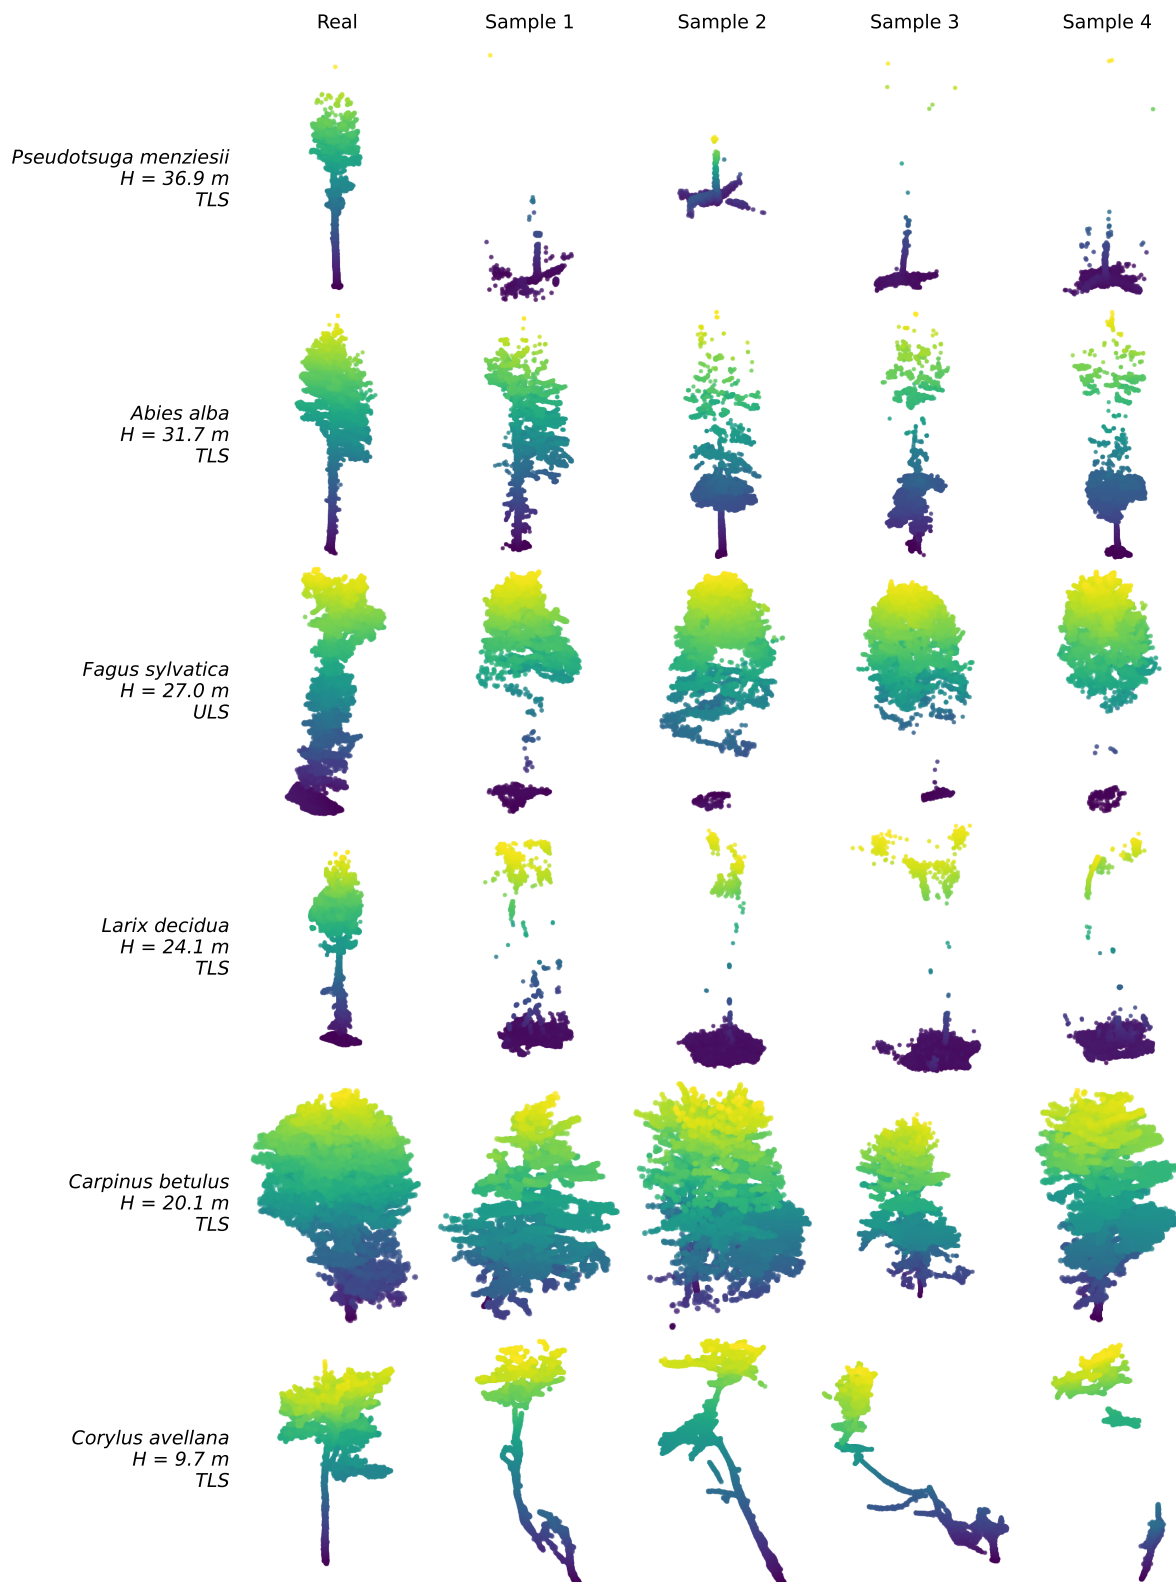 Real Sample 1 Sample 2 Sample 3 Sample 4
Pseudotsuga menziesii
H = 36.9 m
TLS
Abies alba
H = 31.7 m
TLS
Fagus sylvatica
H = 27.0 m
ULS
Larix decidua
H = 24.1 m
TLS
Carpinus betulus
H = 20.1 m
TLS
Corylus avellana
H = 9.7 m
TLS